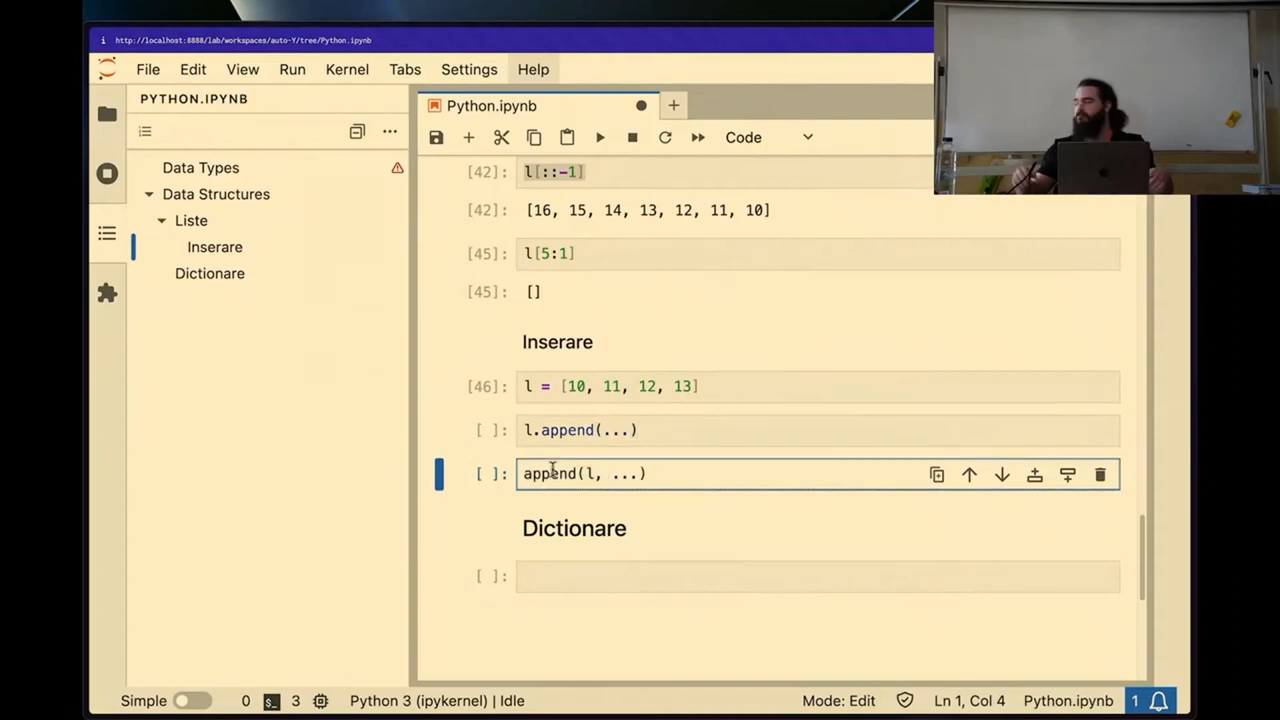 http://localhost:8888/lab/workspaces/auto-Y/tree/Python.ipynb
File Edit View Run Kernel Tabs Settings Help
PYTHON.IPYNB
Data Types
Data Structures
Liste
Inserare
Dictionare
Python.ipynb
Code
[42]: l[::-1]
[42]: [16, 15, 14, 13, 12, 11, 10]
[45]: l[5:1]
[45]: []
Inserare
[46]: l = [10, 11, 12, 13]
[ ]: l.append(...)
[ ]: append(l, ...)
Dictionare
[ ]:
Simple 0 $_ 3 Python 3 (ipykernel) | Idle Mode: Edit Ln 1, Col 4 Python.ipynb 1